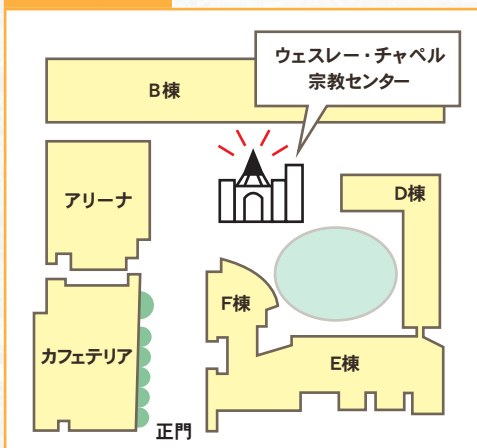 ウェスレー・チャペル
宗教センター
B棟
アリーナ
D棟
F棟
カフェテリア
E棟
正門